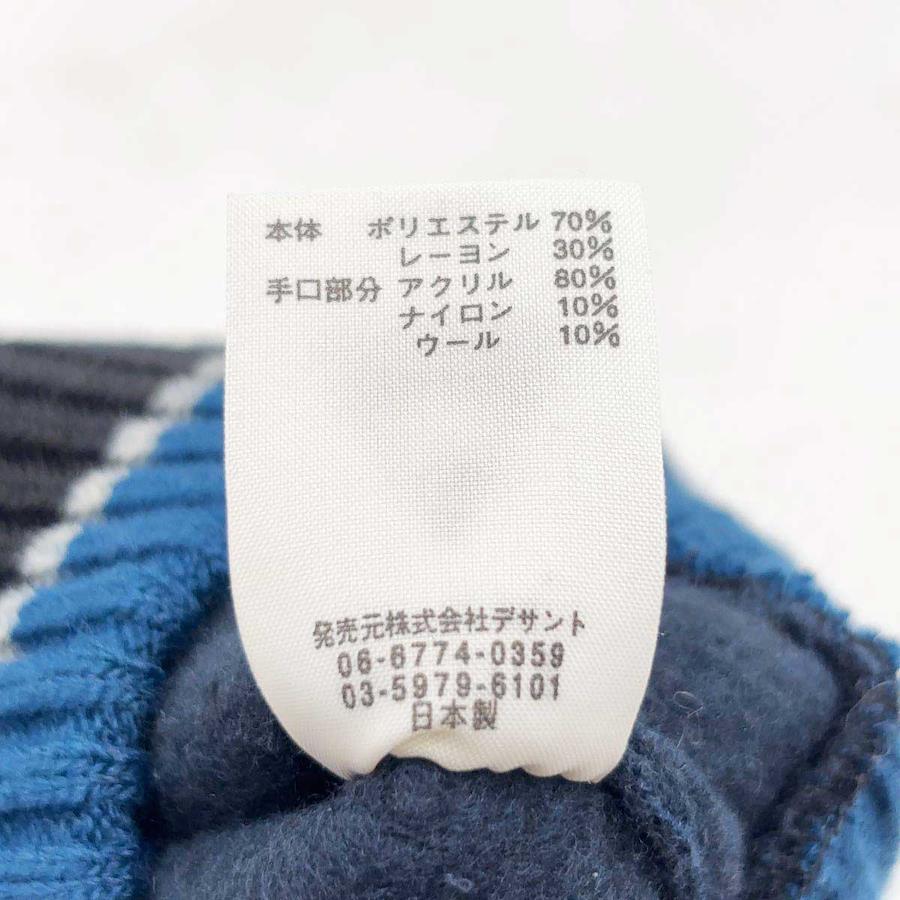 本体 ポリエステル 70%
レーヨン 30%
手口部分 アクリル 80%
ナイロン 10%
ウール 10%
発売元株式会社デサント
06-6774-0359
03-5979-6101
日本製